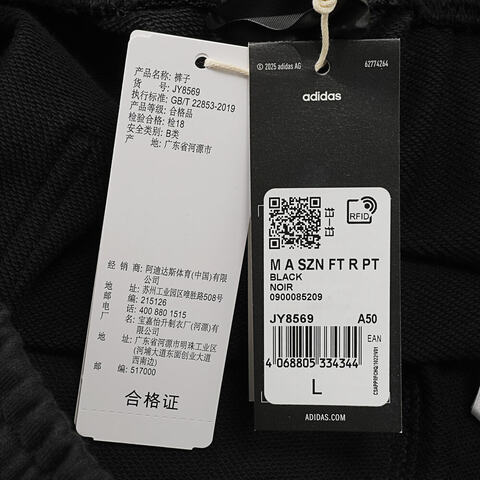 产品名称: 裤子
货 号: JY8569
执行标准: GB/T 22853-2019
产品等级: 合格品
检验合格: 检18
安全类别: B类
产 地: 广东省河源市
经 销 商: 阿迪达斯体育(中国)有限
公司
地 址: 苏州工业园区唯胜路508号
邮 编: 215126
电 话: 400 880 1515
厂 名: 宝嘉怡升制衣厂(河源)有
限公司
地 址: 广东省河源市明珠工业区
(河埔大道东面创业大道
西南边)
邮 编: 517000
合格证
© 2025 adidas AG
62774264
adidas
RFID
M A SZN FT R PT
BLACK
NOIR
0900085209
JY8569 A50
EAN
4 068805 334344
L
ADIDAS.COM